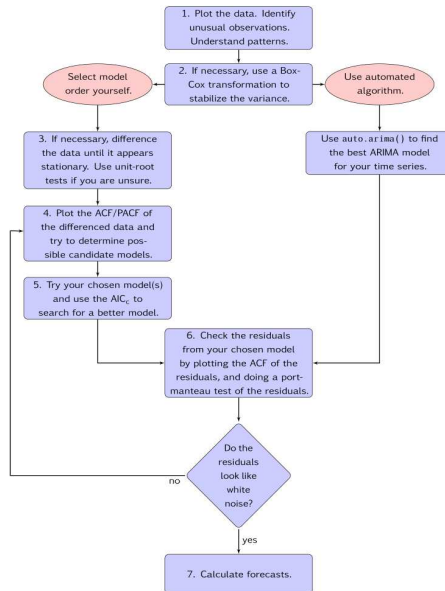 1. Plot the data. Identify
unusual observations.
Understand patterns.
Select model
order yourself.
2. If necessary, use a Box-
Cox transformation to
stabilize the variance.
Use automated
algorithm.
3. If necessary, difference
the data until it appears
stationary. Use unit-root
tests if you are unsure.
Use auto.arima() to find
the best ARIMA model
for your time series.
4. Plot the ACF/PACF of
the differenced data and
try to determine pos-
sible candidate models.
5. Try your chosen model(s)
and use the AICc to
search for a better model.
6. Check the residuals
from your chosen model
by plotting the ACF of the
residuals, and doing a port-
manteau test of the residuals.
Do the
residuals
look like
white
noise?
no
yes
7. Calculate forecasts.